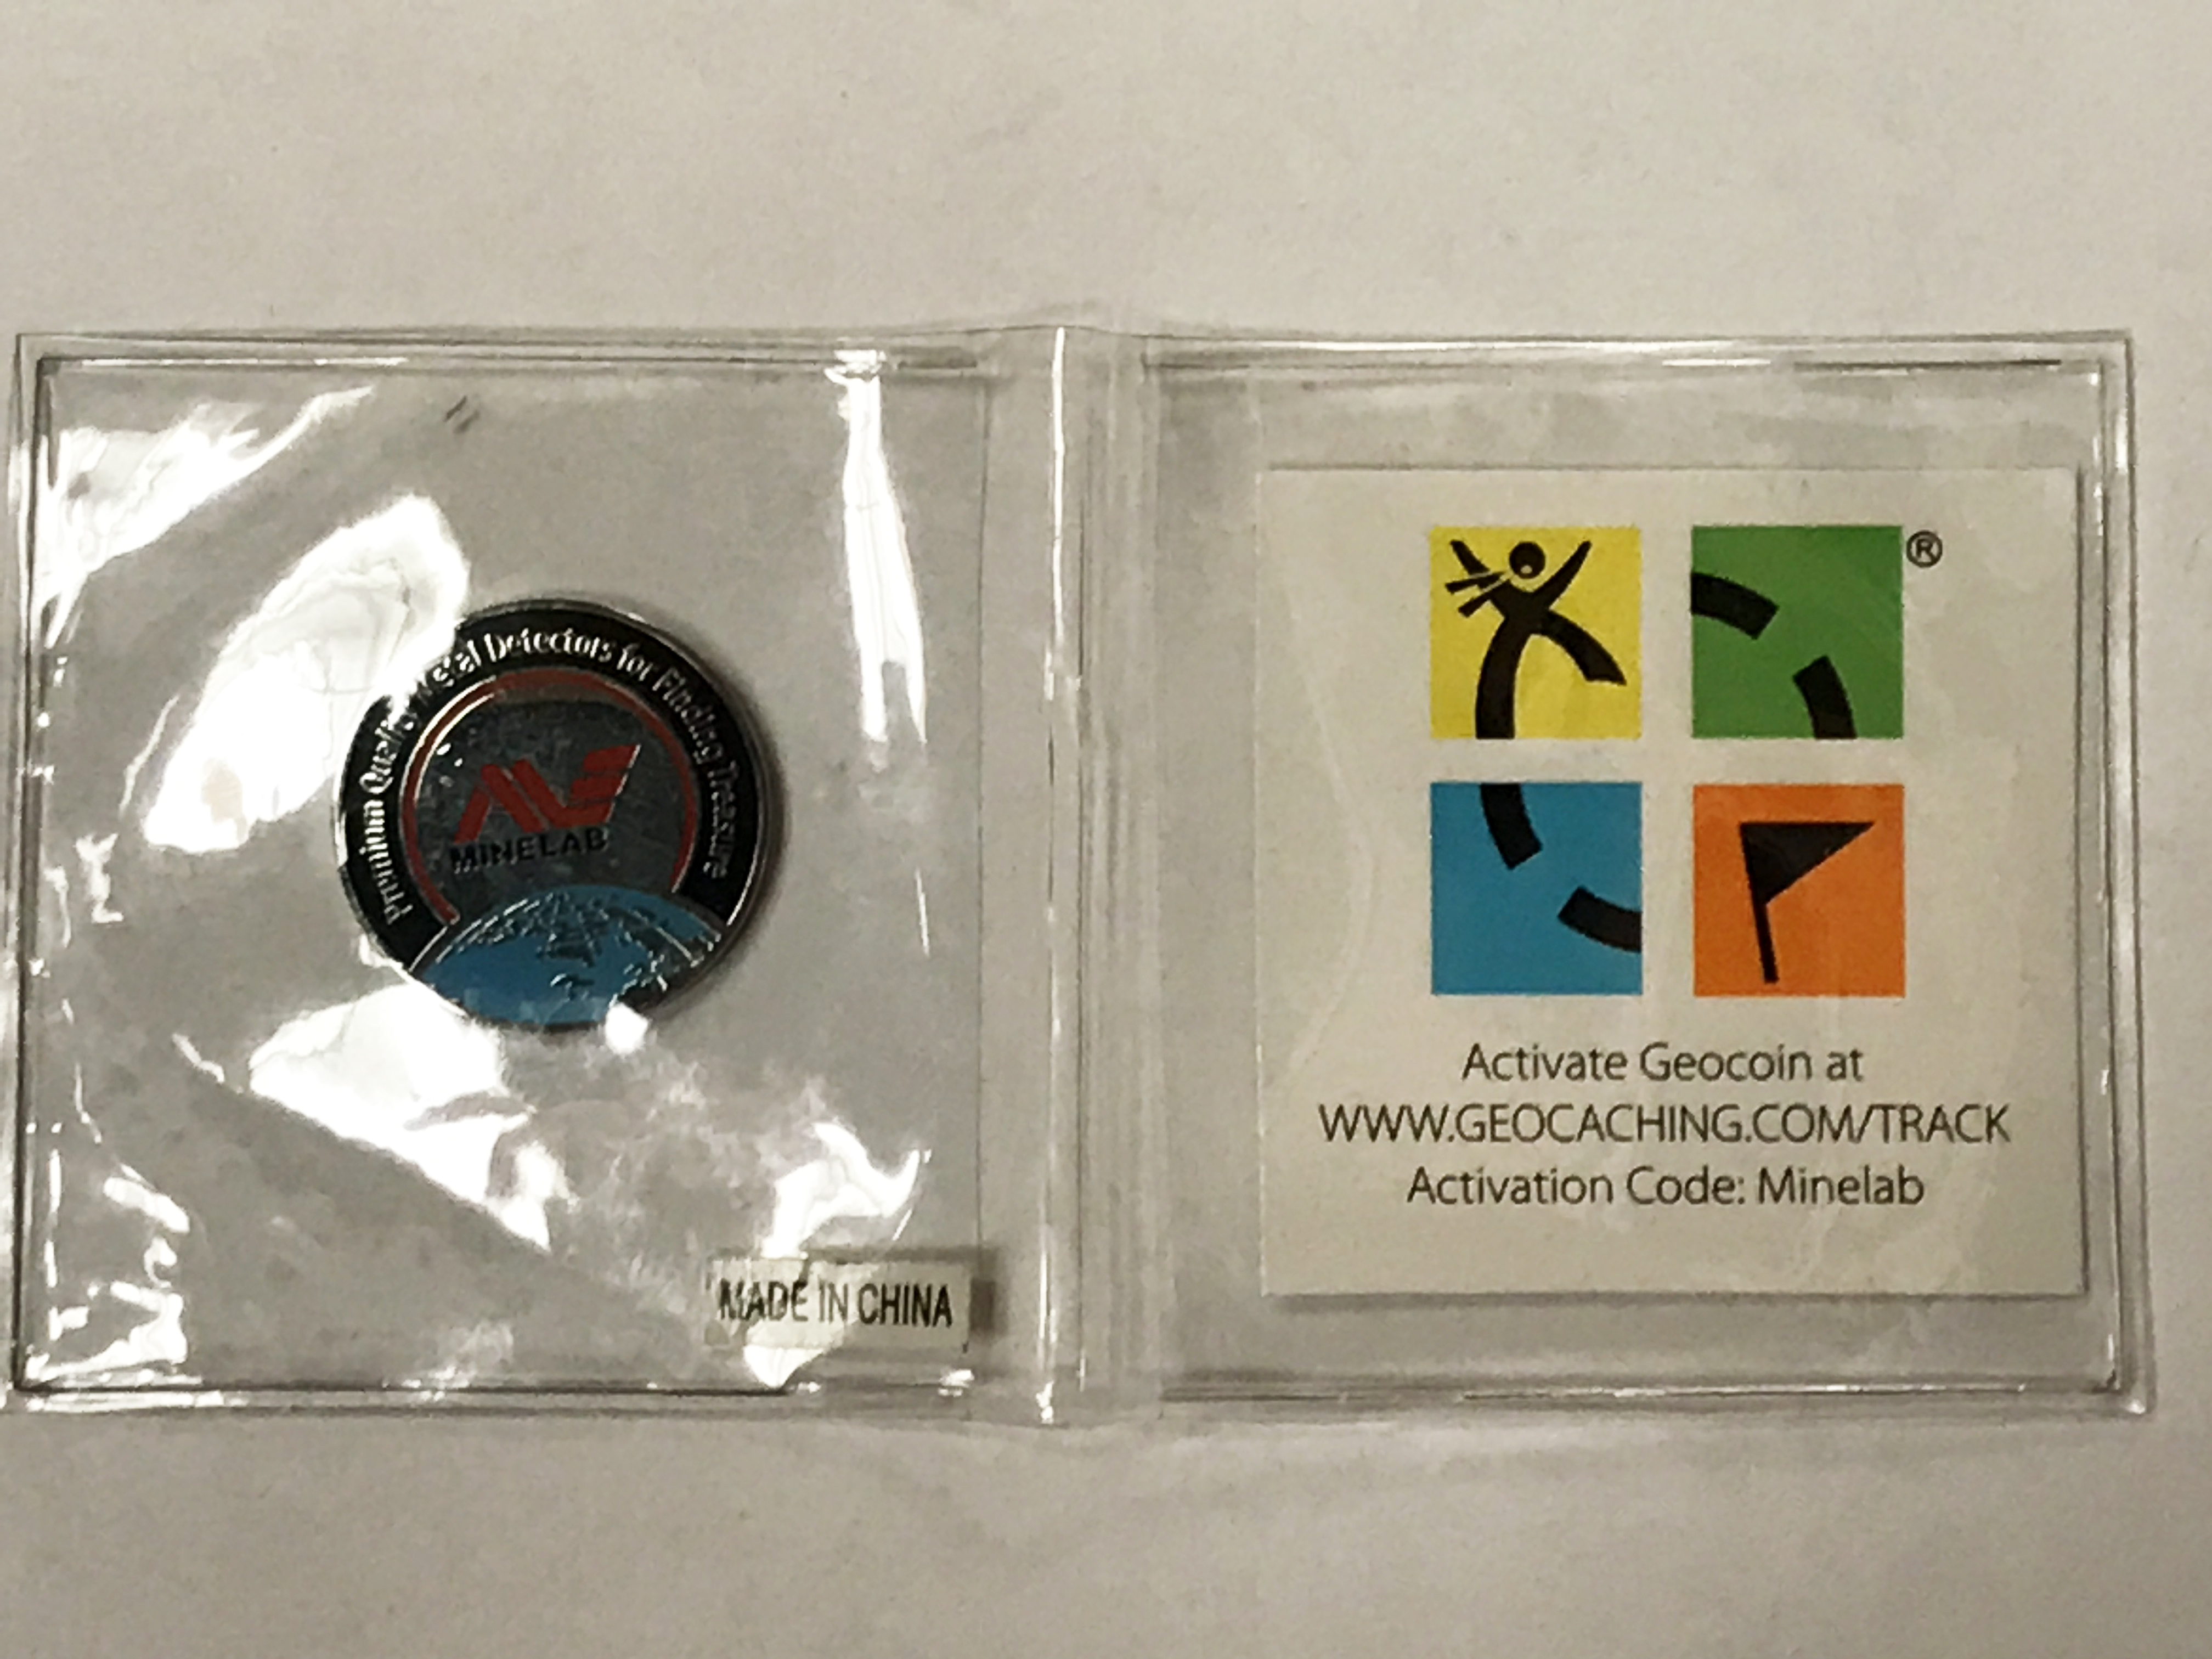 Premium Quality Metal Detectors for Finding Treasure
MINELAB
MADE IN CHINA
®
Activate Geocoin at
WWW.GEOCACHING.COM/TRACK
Activation Code: Minelab